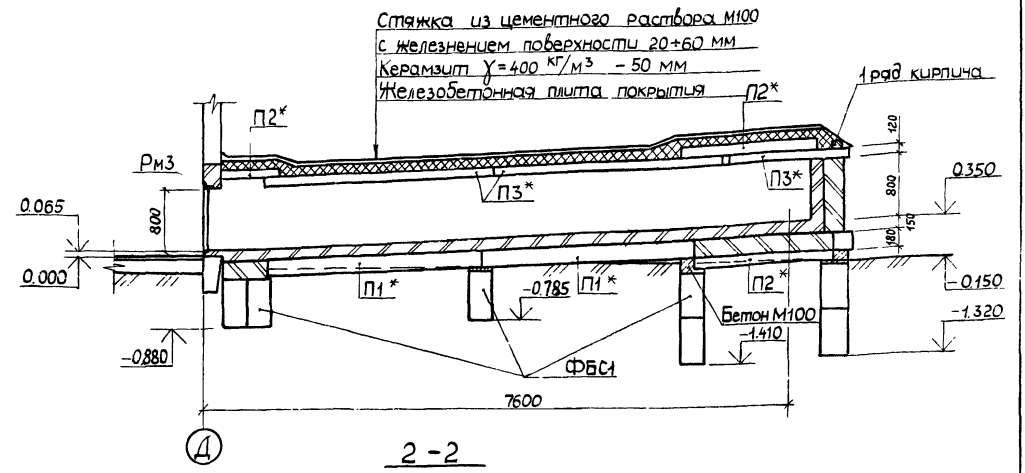 Стяжка из цементного раствора М100
с железнением поверхности 20÷60 мм
Керамзит γ=400 кг/м³ – 50 мм
Железобетонная плита покрытия
П2*
1 ряд кирпича
П2*
120
Рм3
П3*
П3*
800
0.350
0.065
800
150
180
0.000
П1*
-0.785
П1*
П2*
-0.150
Бетон М100
-1.320
-0.880
-1.410
ФБС1
7600
Д
2-2